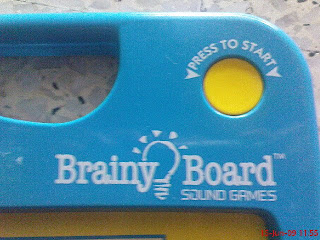 PRESS TO START
Brainy Board™
SOUND GAMES